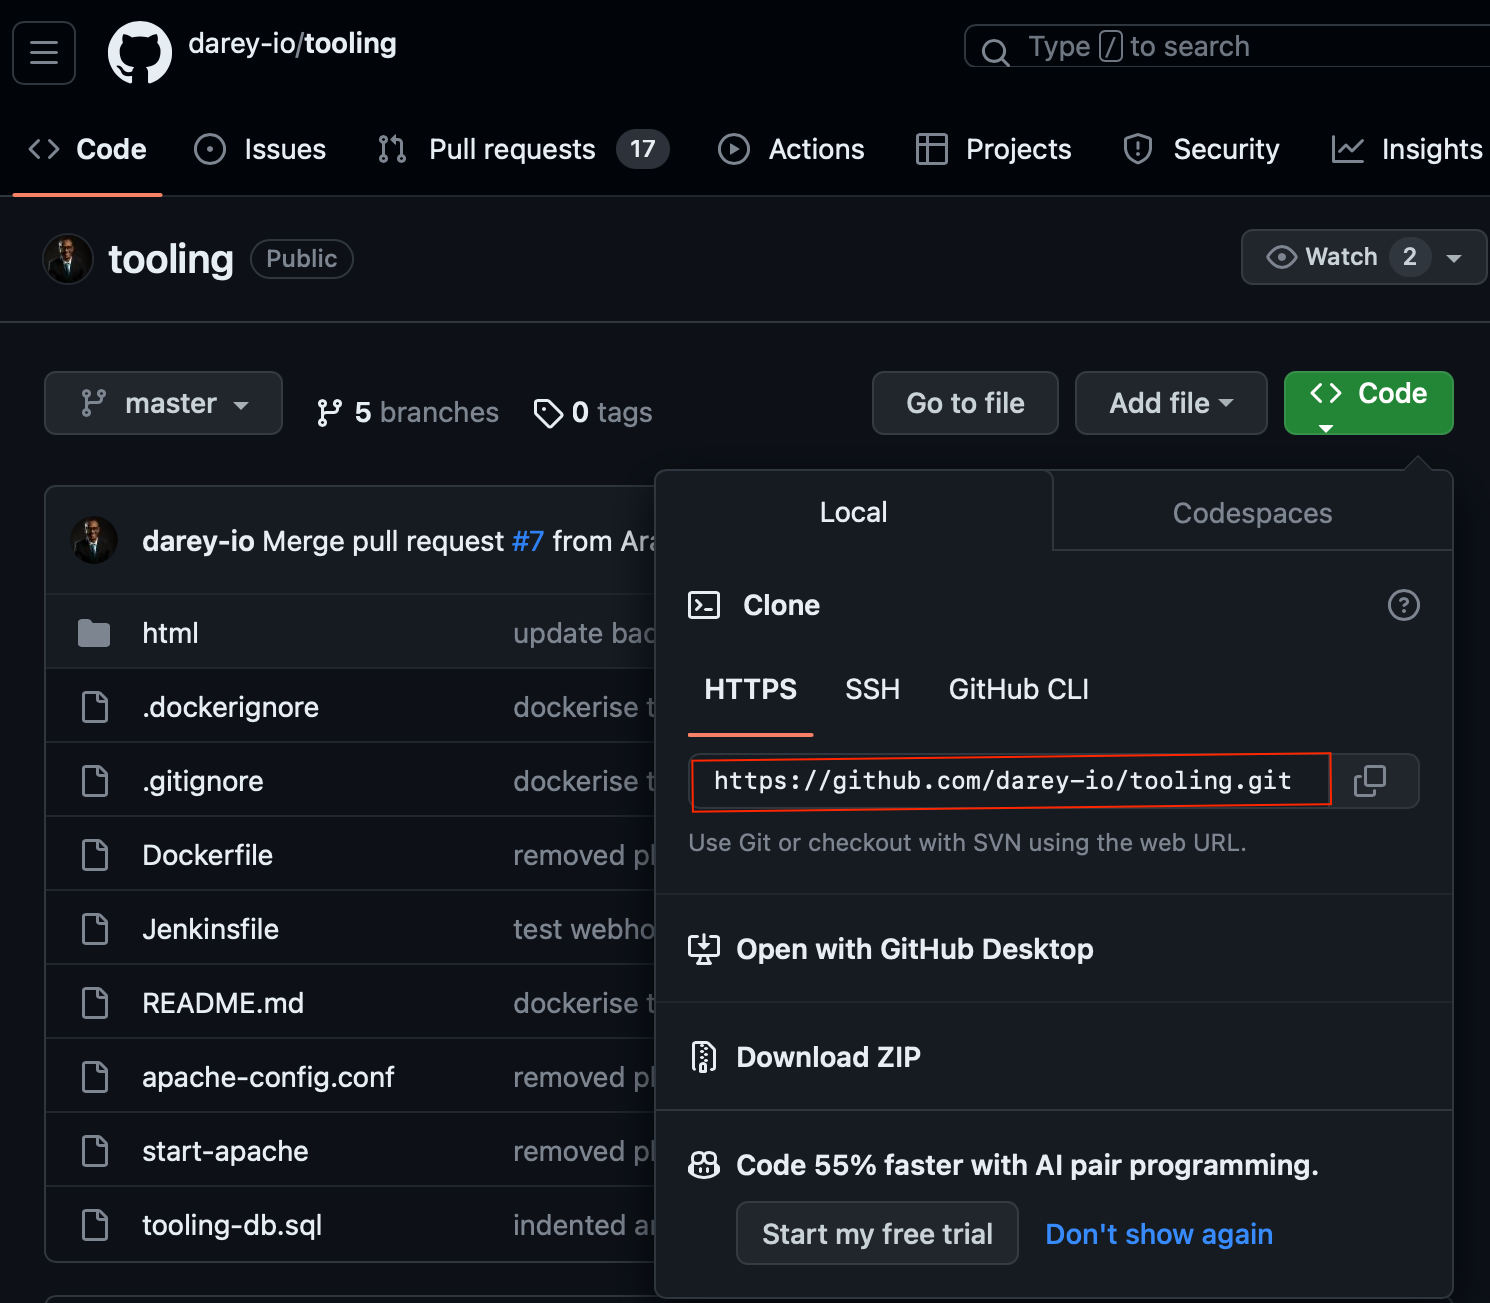 darey-io/tooling
Type / to search
Code Issues Pull requests 17 Actions Projects Security Insights
tooling Public
Watch 2
master 5 branches 0 tags
Go to file Add file Code
Local Codespaces
darey-io Merge pull request #7 from Ara
Clone
html update bac
HTTPS SSH GitHub CLI
.dockerignore dockerise t
.gitignore dockerise t
https://github.com/darey-io/tooling.git
Use Git or checkout with SVN using the web URL.
Dockerfile removed pl
Jenkinsfile test webho
Open with GitHub Desktop
README.md dockerise t
Download ZIP
apache-config.conf removed pl
start-apache removed pl
Code 55% faster with AI pair programming.
tooling-db.sql indented an
Start my free trial Don't show again